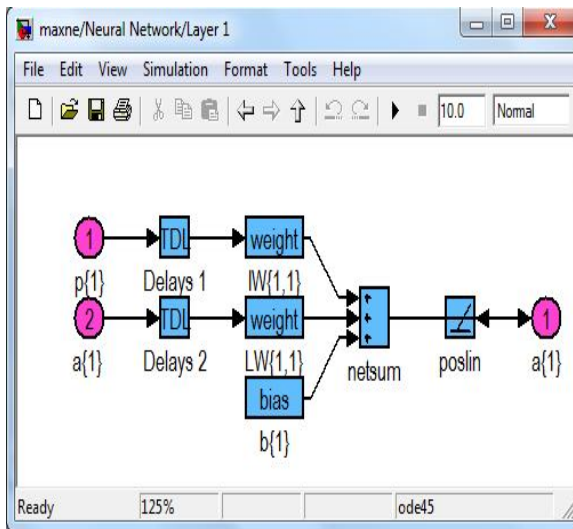 maxne/Neural Network/Layer 1
File Edit View Simulation Format Tools Help
10.0 Normal
1 TDL weight
p{1} Delays 1 IW{1,1}
2 TDL weight 1
a{1} Delays 2 LW{1,1} netsum poslin a{1}
bias
b{1}
Ready 125% ode45